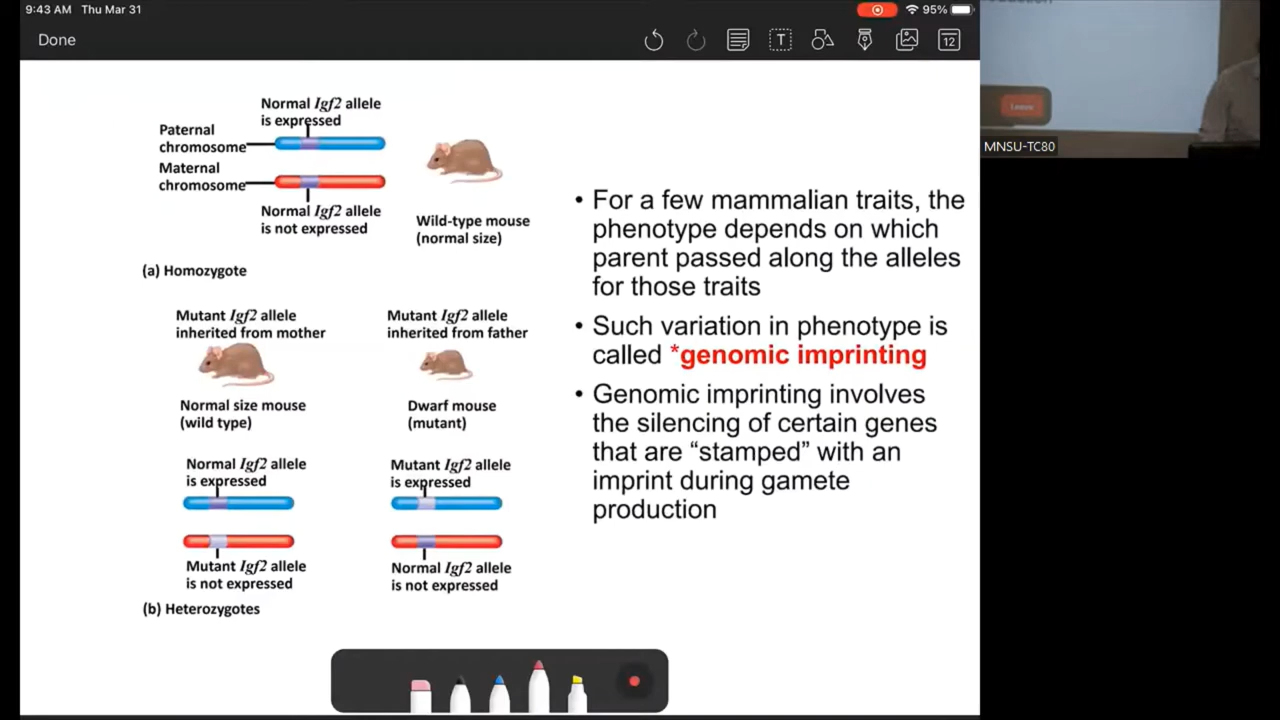 9:43 AM Thu Mar 31
95%
Done
T
12
Normal Igf2 allele
is expressed
Paternal
chromosome
Maternal
chromosome
Normal Igf2 allele
is not expressed
Wild-type mouse
(normal size)
(a) Homozygote
Mutant Igf2 allele
inherited from mother
Mutant Igf2 allele
inherited from father
Normal size mouse
(wild type)
Dwarf mouse
(mutant)
Normal Igf2 allele
is expressed
Mutant Igf2 allele
is expressed
Mutant Igf2 allele
is not expressed
Normal Igf2 allele
is not expressed
(b) Heterozygotes
• For a few mammalian traits, the
phenotype depends on which
parent passed along the alleles
for those traits
• Such variation in phenotype is
called *genomic imprinting
• Genomic imprinting involves
the silencing of certain genes
that are “stamped” with an
imprint during gamete
production
Leave
MNSU-TC80